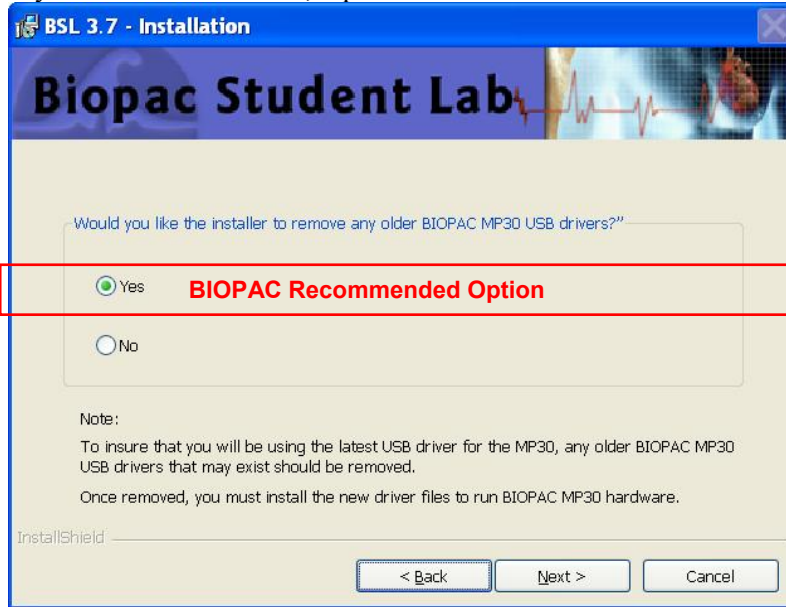 BSL 3.7 - Installation
Biopac Student Lab
Would you like the installer to remove any older BIOPAC MP30 USB drivers?”
Yes BIOPAC Recommended Option
No
Note:
To insure that you will be using the latest USB driver for the MP30, any older BIOPAC MP30
USB drivers that may exist should be removed.
Once removed, you must install the new driver files to run BIOPAC MP30 hardware.
InstallShield
< Back Next > Cancel